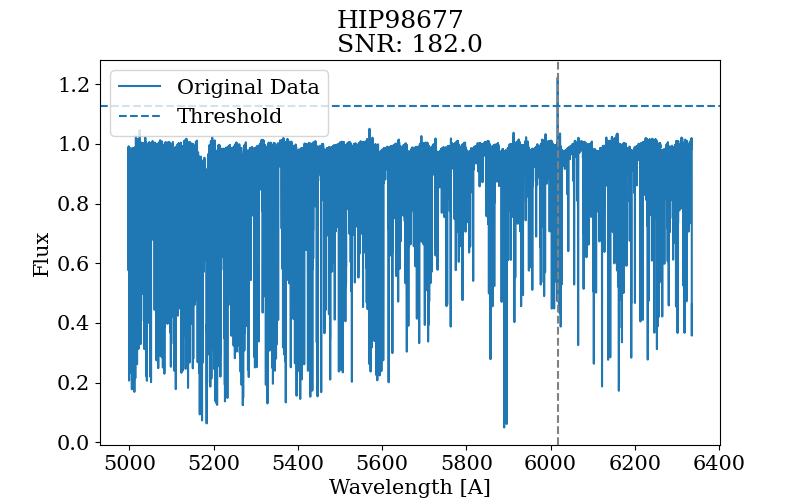 HIP98677
SNR: 182.0
Original Data
Threshold
1.2
1.0
0.8
0.6
0.4
0.2
0.0
Flux
5000 5200 5400 5600 5800 6000 6200 6400
Wavelength [A]